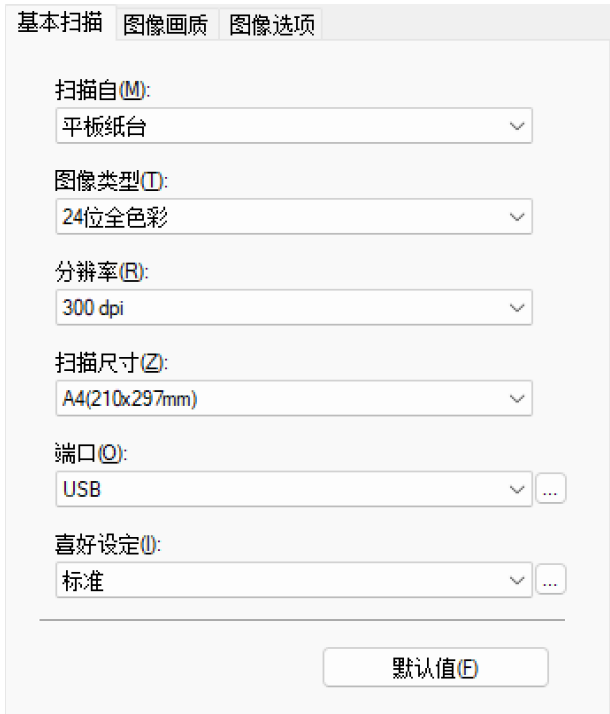 基本扫描 图像画质 图像选项
扫描自(M):
平板纸台
图像类型(T):
24位全色彩
分辨率(R):
300 dpi
扫描尺寸(Z):
A4(210x297mm)
端口(O):
USB ...
喜好设定(I):
标准 ...
默认值(F)